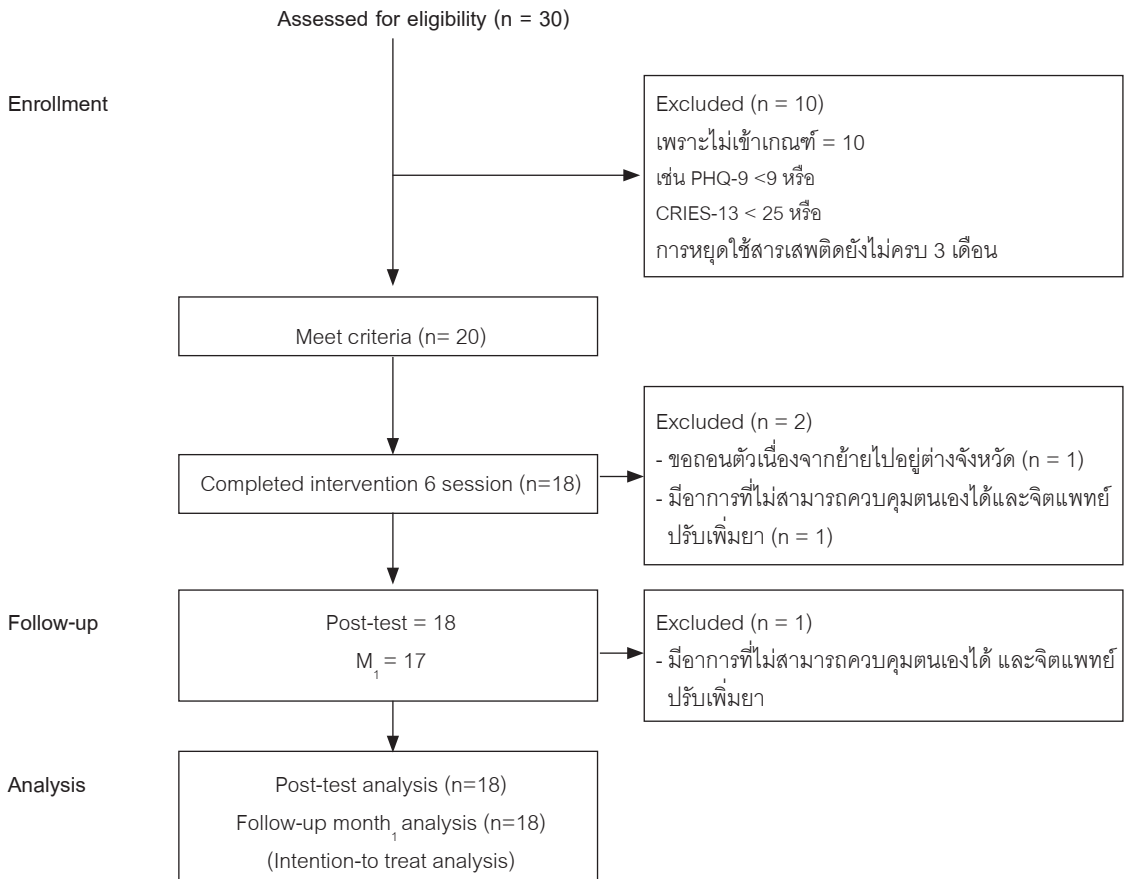 Assessed for eligibility (n = 30)
Enrollment
Excluded (n = 10)
เพราะไม่เข้าเกณฑ์ = 10
เช่น PHQ-9 <9 หรือ
CRIES-13 < 25 หรือ
การหยุดใช้สารเสพติดยังไม่ครบ 3 เดือน
Meet criteria (n= 20)
Excluded (n = 2)
- ขอถอนตัวเนื่องจากย้ายไปอยู่ต่างจังหวัด (n = 1)
- มีอาการที่ไม่สามารถควบคุมตนเองได้และจิตแพทย์
ปรับเพิ่มยา (n = 1)
Completed intervention 6 session (n=18)
Follow-up
Post-test = 18
M₁ = 17
Excluded (n = 1)
- มีอาการที่ไม่สามารถควบคุมตนเองได้ และจิตแพทย์
ปรับเพิ่มยา
Analysis
Post-test analysis (n=18)
Follow-up month₁ analysis (n=18)
(Intention-to treat analysis)